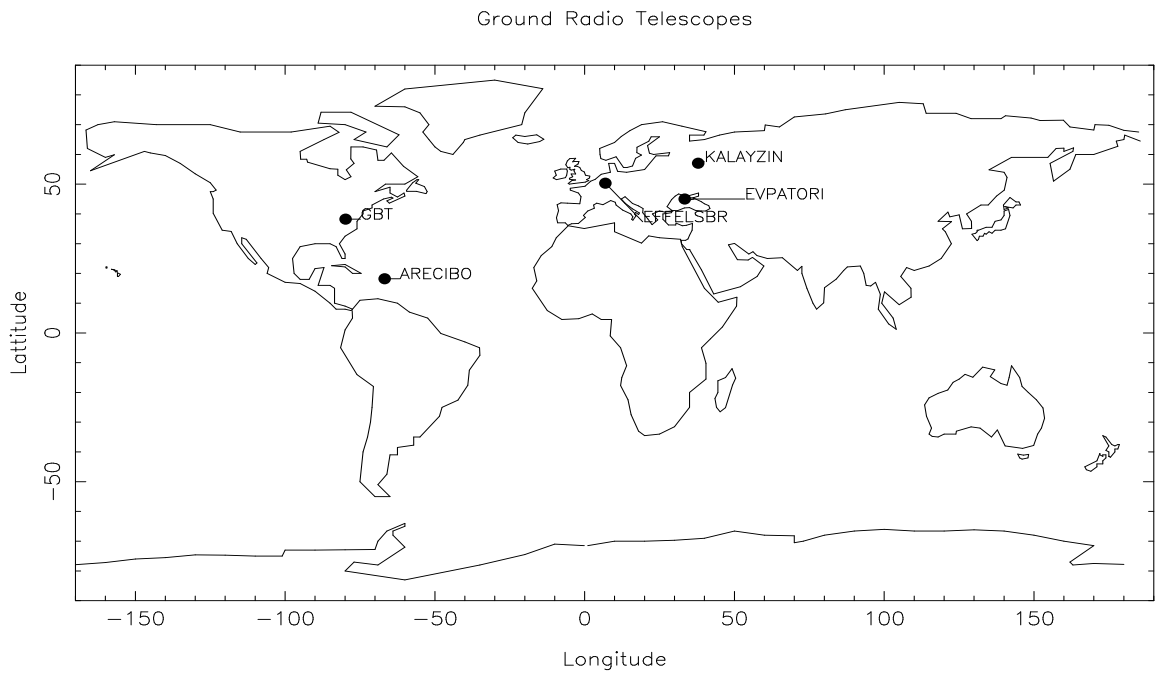 Ground Radio Telescopes
KALAYZIN
50
EVPATORI
GBT
EFFELSBR
ARECIBO
Lattitude
0
−50
−150
−100
−50
0
50
100
150
Longitude